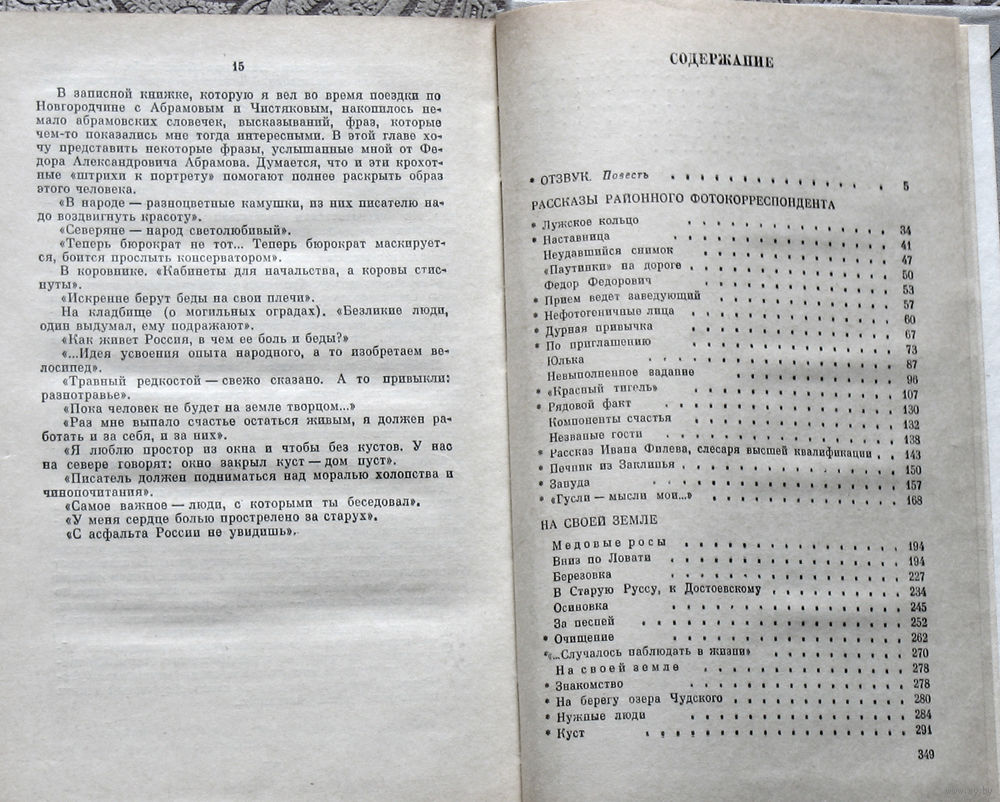 15
В записной книжке, которую я вел во время поездки по
Новгородчине с Абрамовым и Чистяковым, накопилось не-
мало абрамовских словечек, высказываний, фраз, которые
чем-то показались мне тогда интересными. В этой главе хо-
чу представить некоторые фразы, услышанные мной от Фе-
дора Александровича Абрамова. Думается, что и эти крохот-
ные «штрихи к портрету» помогают полнее раскрыть образ
этого человека.
«В народе — разноцветные камушки, из них писателю на-
до воздвигнуть красоту».
«Северяне — народ светолюбивый».
«Теперь бюрократ не тот... Теперь бюрократ маскирует-
ся, боится прослыть консерватором».
В коровнике. «Кабинеты для начальства, а коровы стис-
нуты».
«Искренне берут беды на свои плечи».
На кладбище (о могильных оградах). «Безликие люди,
один выдумал, ему подражают».
«Как живет Россия, в чем ее боль и беды?»
«...Идея усвоения опыта народного, а то изобретаем ве-
лосипед».
«Травный редкостой — свежо сказано. А то привыкли:
разнотравье».
«Пока человек не будет на земле творцом...»
«Раз мне выпало счастье остаться живым, я должен ра-
ботать и за себя, и за них».
«Я люблю простор из окна и чтобы без кустов. У нас
на севере говорят: окно закрыл куст — дом пуст».
«Писатель должен подниматься над моралью холопства и
чинопочитания».
«Самое важное — люди, с которыми ты беседовал».
«У меня сердце болью прострелено за старух».
«С асфальта России не увидишь».
СОДЕРЖАНИЕ
* ОТЗВУК. Повесть . . . . . . . . . . . . 5
РАССКАЗЫ РАЙОННОГО ФОТОКОРРЕСПОНДЕНТА
* Лужское кольцо . . . . . . . . . . . 34
* Наставница . . . . . . . . . . . 41
Неудавшийся снимок . . . . . . . . . . . 47
«Паутинки» на дороге . . . . . . . . . . . 50
Федор Федорович . . . . . . . . . . . 53
* Прием ведет заведующий . . . . . . . . . . . 57
* Нефотогеничные лица . . . . . . . . . . . 60
* Дурная привычка . . . . . . . . . . . 67
* По приглашению . . . . . . . . . . . 73
Юлька . . . . . . . . . . . 87
Невыполненное задание . . . . . . . . . . . 96
* «Красный тигель» . . . . . . . . . . . 107
* Рядовой факт . . . . . . . . . . . 130
Компоненты счастья . . . . . . . . . . . 132
Незваные гости . . . . . . . . . . . 138
* Рассказ Ивана Филева, слесаря высшей квалификации . . 143
* Печник из Заклинья . . . . . . . . . . . 150
* Зануда . . . . . . . . . . . 157
* «Гусли — мысли мои...» . . . . . . . . . . . 168
НА СВОЕЙ ЗЕМЛЕ
Медовые росы . . . . . . . . . . . 194
Вниз по Ловати . . . . . . . . . . . 194
Березовка . . . . . . . . . . . 227
В Старую Руссу, к Достоевскому . . . . . . . . 234
Осиновка . . . . . . . . . . . 245
За песней . . . . . . . . . . . 252
* Очищение . . . . . . . . . . . 262
*«...Случалось наблюдать в жизни» . . . . . . . . 270
На своей земле . . . . . . . . . . . 278
* Знакомство . . . . . . . . . . . 278
* На берегу озера Чудского . . . . . . . . . . 280
* Нужные люди . . . . . . . . . . . 284
* Куст . . . . . . . . . . . 291
349
www.ay.by